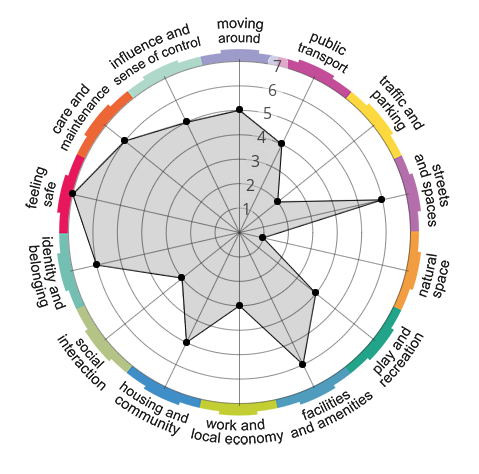 moving
around
public
transport
traffic and
parking
streets
and spaces
natural
space
play and
recreation
facilities
and amenities
work and
local economy
housing and
community
social
interaction
identity and
belonging
feeling
safe
care and
maintenance
influence and
sense of control
7
6
5
4
3
2
1